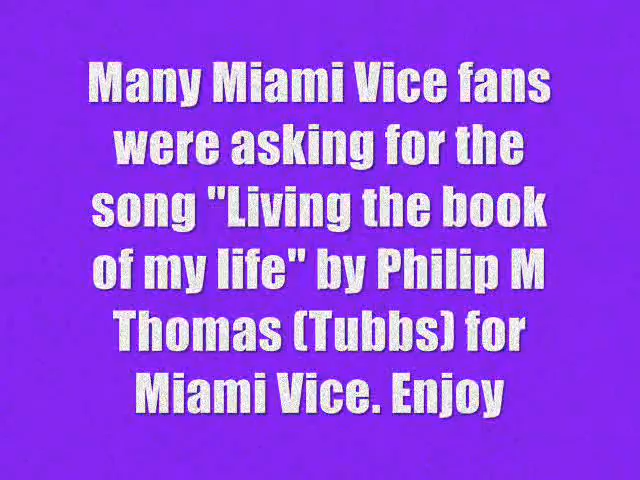 Many Miami Vice fans
were asking for the
song "Living the book
of my life" by Philip M
Thomas (Tubbs) for
Miami Vice. Enjoy